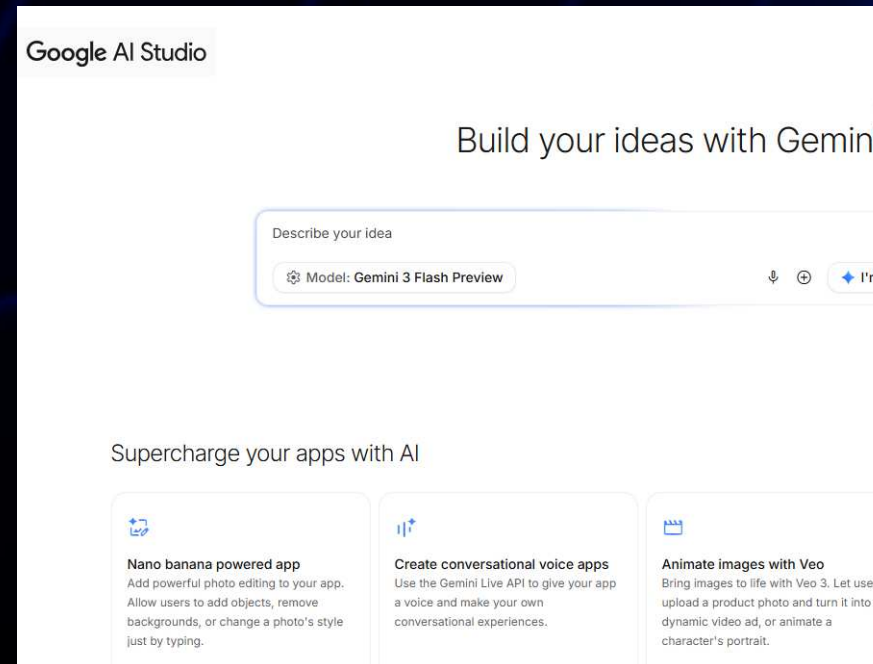 Google AI Studio
Build your ideas with Gemin
Describe your idea
Model: Gemini 3 Flash Preview
I'
Supercharge your apps with AI
Nano banana powered app
Add powerful photo editing to your app.
Allow users to add objects, remove
backgrounds, or change a photo's style
just by typing.
Create conversational voice apps
Use the Gemini Live API to give your app
a voice and make your own
conversational experiences.
Animate images with Veo
Bring images to life with Veo 3. Let use
upload a product photo and turn it into
dynamic video ad, or animate a
character's portrait.